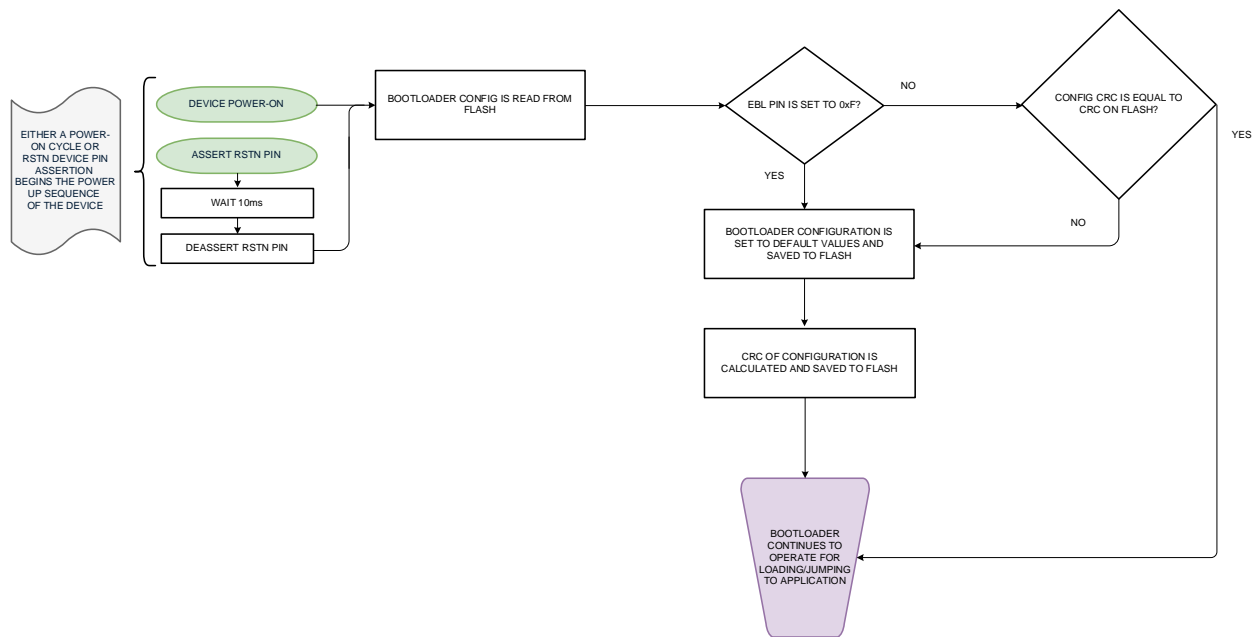 EITHER A POWER-
ON CYCLE OR
RSTN DEVICE PIN
ASSERTION
BEGINS THE POWER
UP SEQUENCE
OF THE DEVICE
DEVICE POWER-ON
ASSERT RSTN PIN
WAIT 10ms
DEASSERT RSTN PIN
BOOTLOADER CONFIG IS READ FROM
FLASH
EBL PIN IS SET TO 0xF?
NO
YES
CONFIG CRC IS EQUAL TO
CRC ON FLASH?
YES
NO
BOOTLOADER CONFIGURATION IS
SET TO DEFAULT VALUES AND
SAVED TO FLASH
CRC OF CONFIGURATION IS
CALCULATED AND SAVED TO FLASH
BOOTLOADER
CONTINUES TO
OPERATE FOR
LOADING/JUMPING
TO APPLICATION